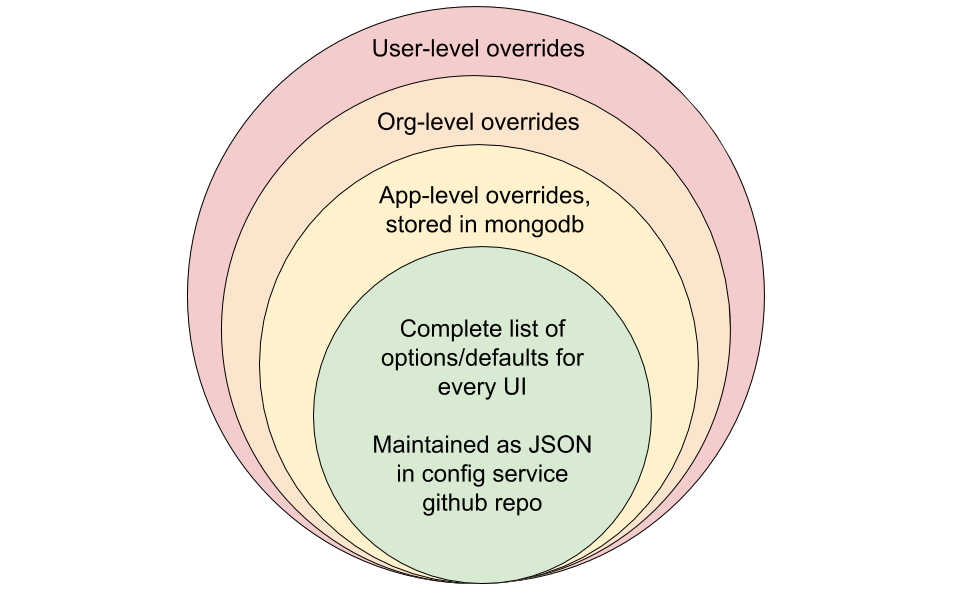 User-level overrides
Org-level overrides
App-level overrides,
stored in mongodb
Complete list of
options/defaults for
every UI
Maintained as JSON
in config service
github repo